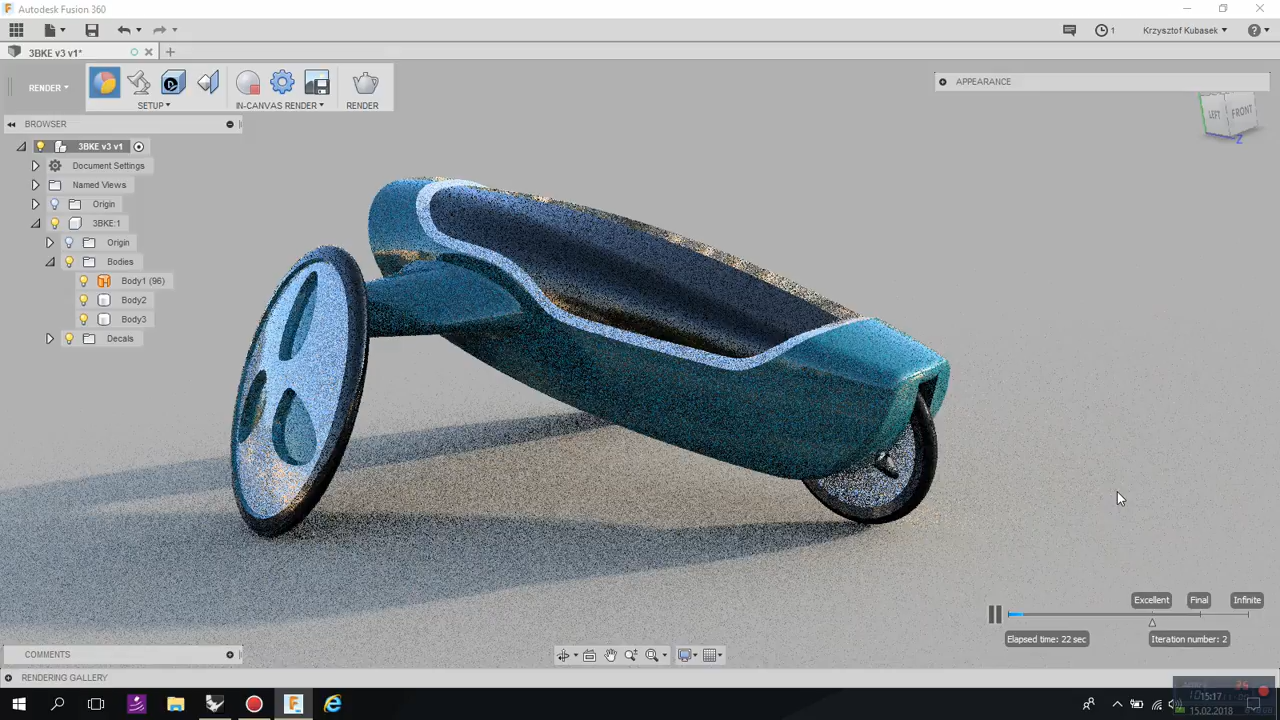 Autodesk Fusion 360
1
Krzysztof Kubasek
3BKE v3 v1*
RENDER
SETUP
IN-CANVAS RENDER
RENDER
APPEARANCE
LEFT
FRONT
Z
BROWSER
3BKE v3 v1
Document Settings
Named Views
Origin
3BKE:1
Origin
Bodies
Body1 (96)
Body2
Body3
Decals
Excellent
Final
Infinite
Elapsed time: 22 sec
Iteration number: 2
COMMENTS
RENDERING GALLERY
15:17
15.02.2018